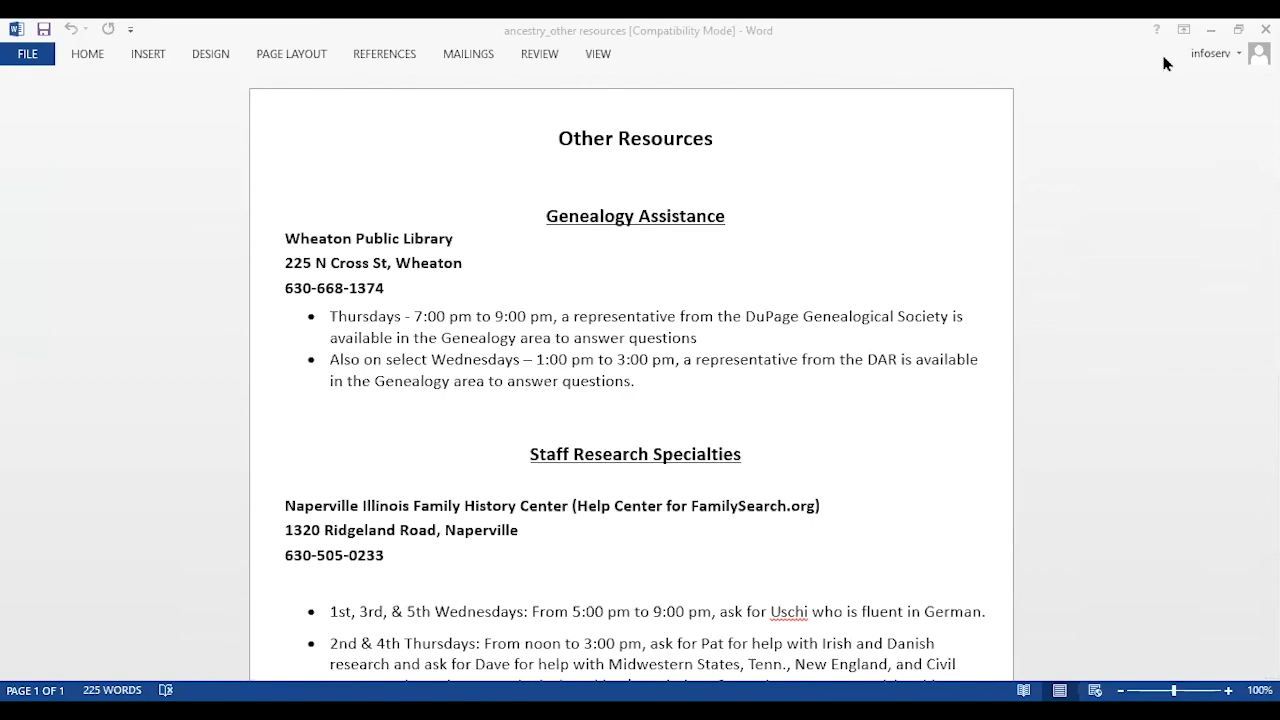 ancestry_other resources [Compatibility Mode] - Word
?
FILE HOME INSERT DESIGN PAGE LAYOUT REFERENCES MAILINGS REVIEW VIEW
infoserv
Other Resources
Genealogy Assistance
Wheaton Public Library
225 N Cross St, Wheaton
630-668-1374
• Thursdays - 7:00 pm to 9:00 pm, a representative from the DuPage Genealogical Society is
available in the Genealogy area to answer questions
• Also on select Wednesdays – 1:00 pm to 3:00 pm, a representative from the DAR is available
in the Genealogy area to answer questions.
Staff Research Specialties
Naperville Illinois Family History Center (Help Center for FamilySearch.org)
1320 Ridgeland Road, Naperville
630-505-0233
• 1st, 3rd, & 5th Wednesdays: From 5:00 pm to 9:00 pm, ask for Uschi who is fluent in German.
• 2nd & 4th Thursdays: From noon to 3:00 pm, ask for Pat for help with Irish and Danish
research and ask for Dave for help with Midwestern States, Tenn., New England, and Civil
PAGE 1 OF 1 225 WORDS 100%